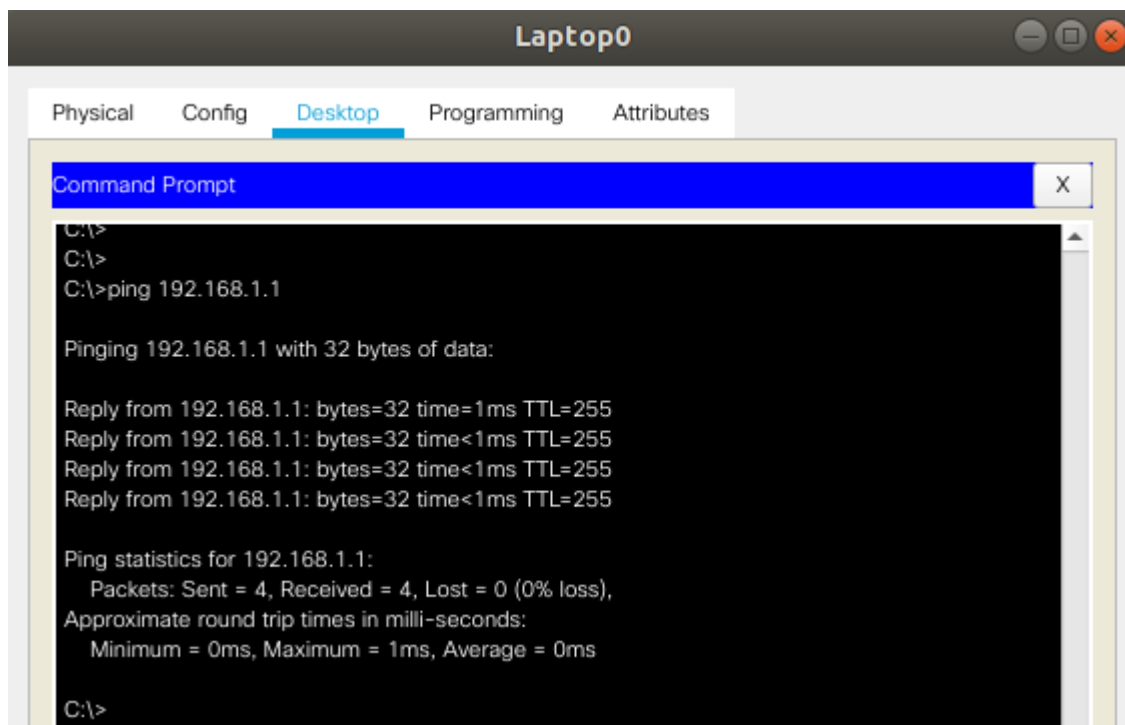 Laptop0
Physical Config Desktop Programming Attributes
Command Prompt X
C:\>
C:\>
C:\>ping 192.168.1.1
Pinging 192.168.1.1 with 32 bytes of data:
Reply from 192.168.1.1: bytes=32 time=1ms TTL=255
Reply from 192.168.1.1: bytes=32 time<1ms TTL=255
Reply from 192.168.1.1: bytes=32 time<1ms TTL=255
Reply from 192.168.1.1: bytes=32 time<1ms TTL=255
Ping statistics for 192.168.1.1:
Packets: Sent = 4, Received = 4, Lost = 0 (0% loss),
Approximate round trip times in milli-seconds:
Minimum = 0ms, Maximum = 1ms, Average = 0ms
C:\>